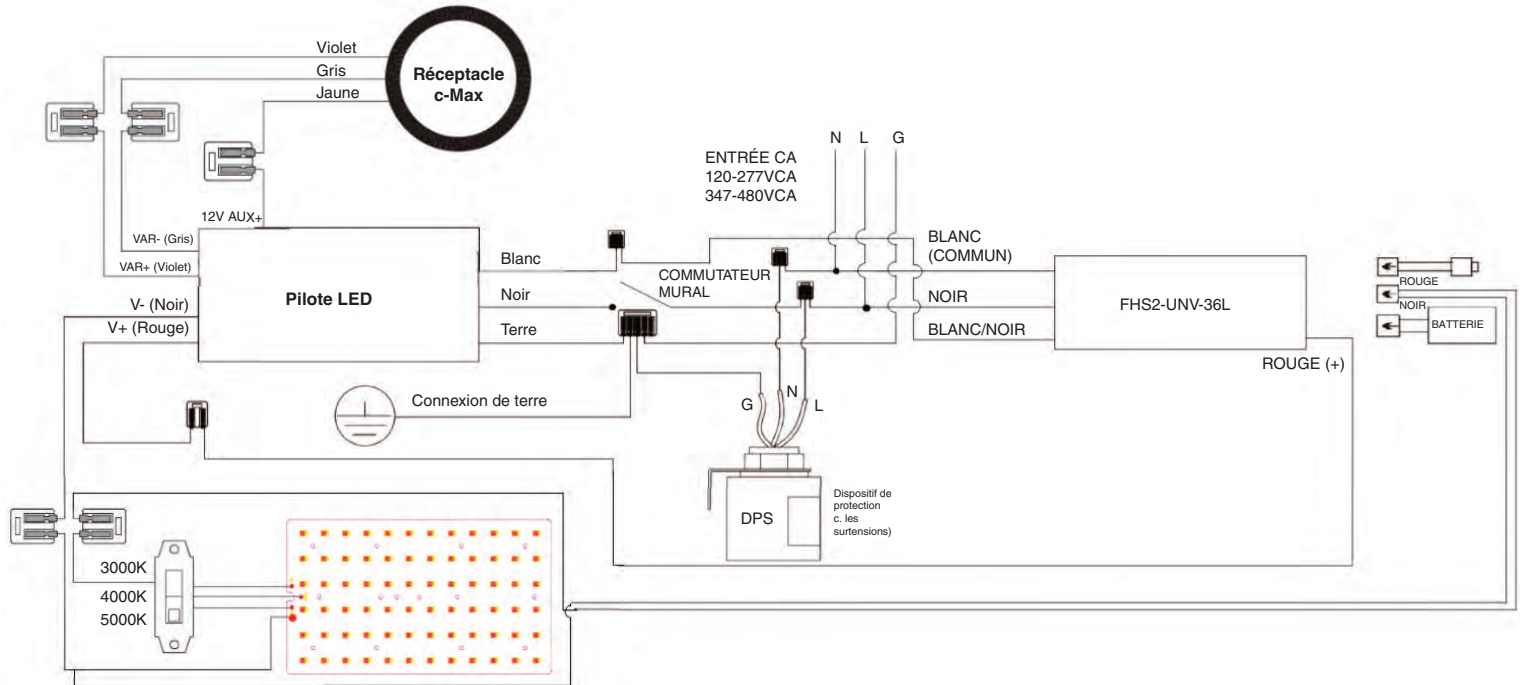 Violet
Gris
Jaune
Réceptacle
c-Max
N L G
ENTRÉE CA
120-277VCA
347-480VCA
12V AUX+
VAR- (Gris)
VAR+ (Violet)
V- (Noir)
V+ (Rouge)
Pilote LED
Blanc
Noir
Terre
COMMUTATEUR
MURAL
BLANC
(COMMUN)
NOIR
BLANC/NOIR
FHS2-UNV-36L
ROUGE (+)
ROUGE
NOIR
BATTERIE
Connexion de terre
G N L
DPS
Dispositif de
protection
c. les
surtensions)
3000K
4000K
5000K